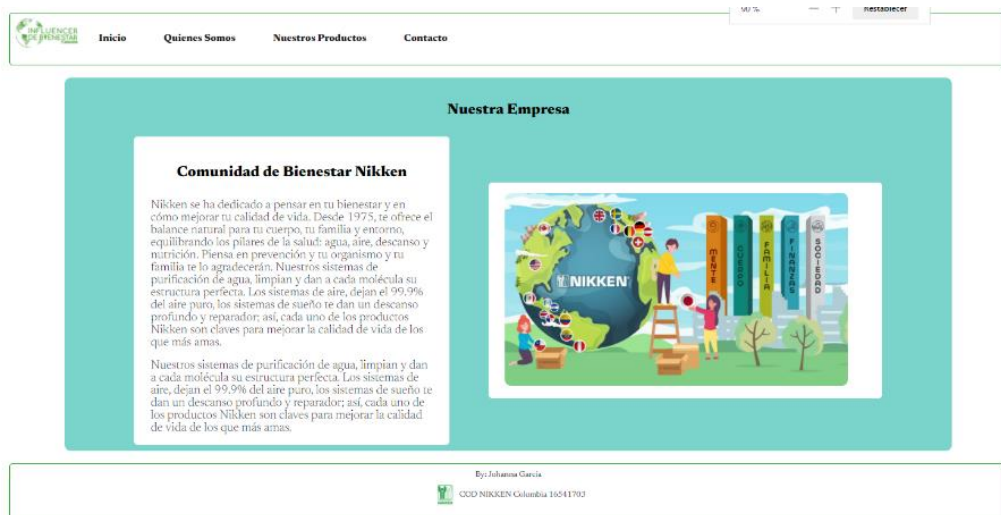 90 %
Restablecer
INFLUENCER
DE BIENESTAR
Inicio
Quienes Somos
Nuestros Productos
Contacto
Nuestra Empresa
Comunidad de Bienestar Nikken
Nikken se ha dedicado a pensar en tu bienestar y en
cómo mejorar tu calidad de vida. Desde 1975, te ofrece el
balance natural para tu cuerpo, tu familia y entorno,
equilibrando los pilares de la salud: agua, aire, descanso y
nutrición. Piensa en prevención y tu organismo y tu
familia te lo agradecerán. Nuestros sistemas de
purificación de agua, limpian y dan a cada molécula su
estructura perfecta. Los sistemas de aire, dejan el 99,9%
del aire puro, los sistemas de sueño te dan un descanso
profundo y reparador; así, cada uno de los productos
Nikken son claves para mejorar la calidad de vida de los
que más amas.
Nuestros sistemas de purificación de agua, limpian y dan
a cada molécula su estructura perfecta. Los sistemas de
aire, dejan el 99,9% del aire puro, los sistemas de sueño te
dan un descanso profundo y reparador; así, cada uno de
los productos Nikken son claves para mejorar la calidad
de vida de los que más amas.
NIKKEN
MENTE
CUERPO
FAMILIA
FINANZAS
SOCIEDAD
By: Johanna Garcia
COD NIKKEN Colombia 16541703